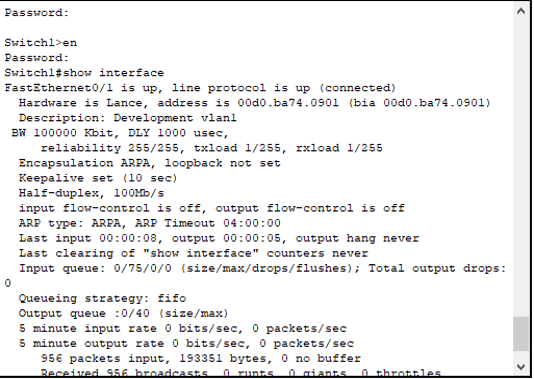 Password:
Switch1>en
Password:
Switch1#show interface
FastEthernet0/1 is up, line protocol is up (connected)
Hardware is Lance, address is 00d0.ba74.0901 (bia 00d0.ba74.0901)
Description: Development vlan1
BW 100000 Kbit, DLY 1000 usec,
reliability 255/255, txload 1/255, rxload 1/255
Encapsulation ARPA, loopback not set
Keepalive set (10 sec)
Half-duplex, 100Mb/s
input flow-control is off, output flow-control is off
ARP type: ARPA, ARP Timeout 04:00:00
Last input 00:00:08, output 00:00:05, output hang never
Last clearing of "show interface" counters never
Input queue: 0/75/0/0 (size/max/drops/flushes); Total output drops:
0
Queueing strategy: fifo
Output queue :0/40 (size/max)
5 minute input rate 0 bits/sec, 0 packets/sec
5 minute output rate 0 bits/sec, 0 packets/sec
956 packets input, 193351 bytes, 0 no buffer
Received 956 broadcasts, 0 runts, 0 giants, 0 throttles